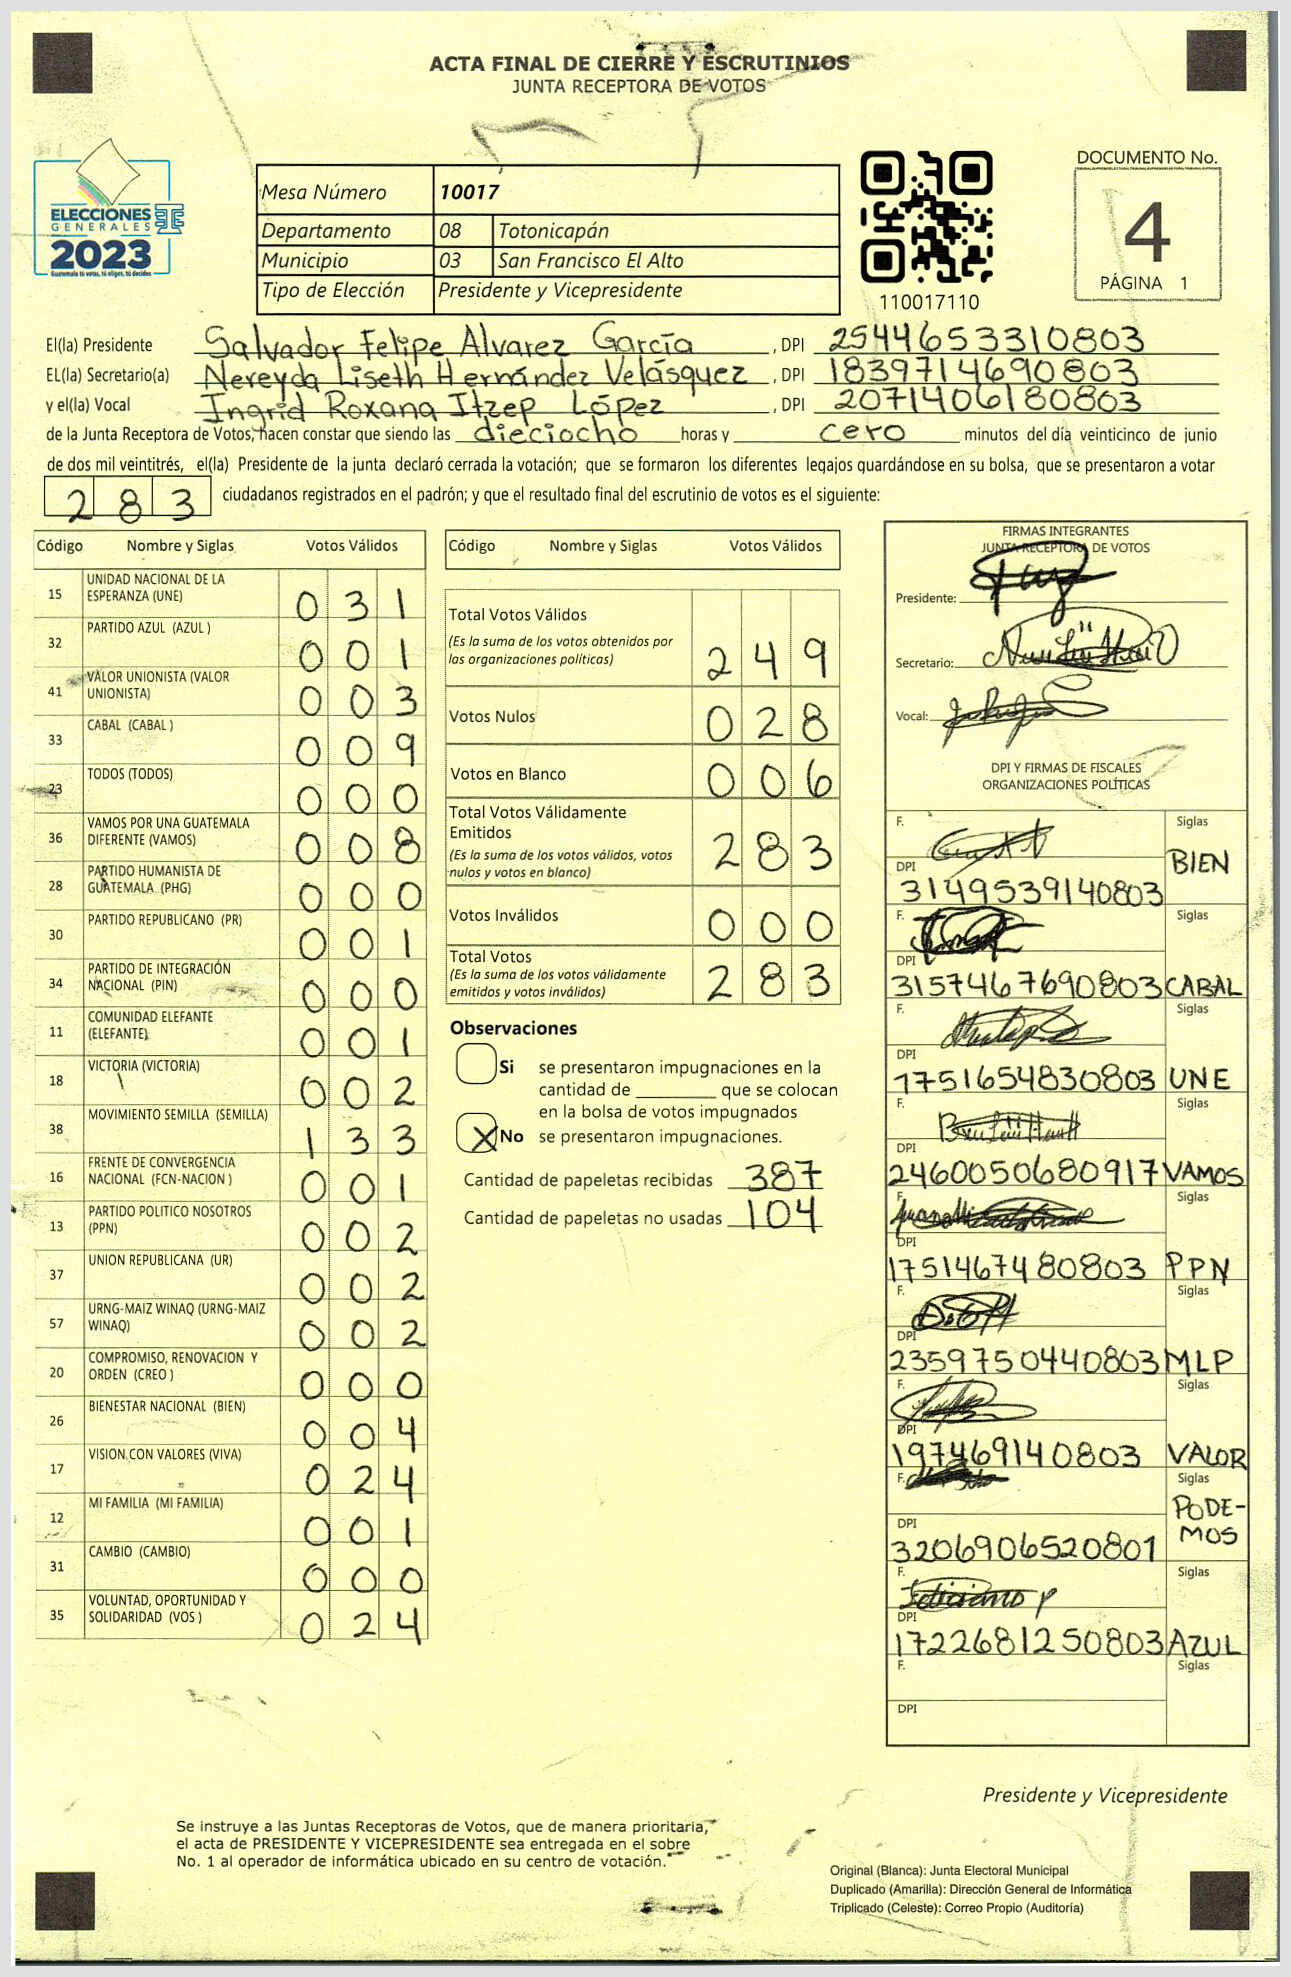 ACTA FINAL DE CIERRE Y ESCRUTINIOS
JUNTA RECEPTORA DE VOTOS
ELECCIONES
GENERALES
2023
Guatemala tú votas, tú eliges, tú decides
Mesa Número 10017
Departamento 08 Totonicapán
Municipio 03 San Francisco El Alto
Tipo de Elección Presidente y Vicepresidente
110017110
DOCUMENTO No.
4
PÁGINA 1
El(la) Presidente Salvador Felipe Alvarez García, DPI 2544653310803
EL(la) Secretario(a) Nereyda Liseth Hernández Velásquez, DPI 1839714690803
y el(la) Vocal Ingrid Roxana Itzep López, DPI 2071406180803
de la Junta Receptora de Votos; hacen constar que siendo las dieciocho horas y cero minutos del día veinticinco de junio
de dos mil veintitrés, el(la) Presidente de la junta declaró cerrada la votación; que se formaron los diferentes legajos guardándose en su bolsa, que se presentaron a votar
283 ciudadanos registrados en el padrón; y que el resultado final del escrutinio de votos es el siguiente:
Código Nombre y Siglas Votos Válidos
15 UNIDAD NACIONAL DE LA ESPERANZA (UNE) 031
32 PARTIDO AZUL (AZUL ) 001
41 VALOR UNIONISTA (VALOR UNIONISTA) 003
33 CABAL (CABAL ) 009
23 TODOS (TODOS) 000
36 VAMOS POR UNA GUATEMALA DIFERENTE (VAMOS) 008
28 PARTIDO HUMANISTA DE GUATEMALA (PHG) 000
30 PARTIDO REPUBLICANO (PR) 001
34 PARTIDO DE INTEGRACIÓN NACIONAL (PIN) 000
11 COMUNIDAD ELEFANTE (ELEFANTE) 001
18 VICTORIA (VICTORIA) 002
38 MOVIMIENTO SEMILLA (SEMILLA) 133
16 FRENTE DE CONVERGENCIA NACIONAL (FCN-NACION ) 001
13 PARTIDO POLITICO NOSOTROS (PPN) 002
37 UNION REPUBLICANA (UR) 002
57 URNG-MAIZ WINAQ (URNG-MAIZ WINAQ) 002
20 COMPROMISO, RENOVACION Y ORDEN (CREO ) 000
26 BIENESTAR NACIONAL (BIEN) 004
17 VISION CON VALORES (VIVA) 024
12 MI FAMILIA (MI FAMILIA) 001
31 CAMBIO (CAMBIO) 000
35 VOLUNTAD, OPORTUNIDAD Y SOLIDARIDAD (VOS ) 024
Código Nombre y Siglas Votos Válidos
Total Votos Válidos 249
(Es la suma de los votos obtenidos por
las organizaciones políticas)
Votos Nulos 028
Votos en Blanco 006
Total Votos Válidamente
Emitidos 283
(Es la suma de los votos válidos, votos
nulos y votos en blanco)
Votos Inválidos 000
Total Votos 283
(Es la suma de los votos válidamente
emitidos y votos inválidos)
Observaciones
Si se presentaron impugnaciones en la
cantidad de ________ que se colocan
en la bolsa de votos impugnados
X No se presentaron impugnaciones.
Cantidad de papeletas recibidas 387
Cantidad de papeletas no usadas 104
FIRMAS INTEGRANTES
JUNTA RECEPTORA DE VOTOS
Presidente:
Secretario:
Vocal:
DPI Y FIRMAS DE FISCALES
ORGANIZACIONES POLÍTICAS
F. Siglas
BIEN
DPI
3149539140803
F. Siglas
DPI
3157467690803 CABAL
F. Siglas
DPI
1751654830803 UNE
F. Siglas
DPI
2460050680917 VAMOS
F. Siglas
DPI
1751467480803 PPN
F. Siglas
DPI
2359750440803 MLP
F. Siglas
DPI
197469140803 VALOR
F. Siglas
PODE-
MOS
DPI
3206906520801
F. Siglas
Feliciano P
DPI
1722681250803 AZUL
F. Siglas
DPI
Presidente y Vicepresidente
Se instruye a las Juntas Receptoras de Votos, que de manera prioritaria,
el acta de PRESIDENTE Y VICEPRESIDENTE sea entregada en el sobre
No. 1 al operador de informática ubicado en su centro de votación.
Original (Blanca): Junta Electoral Municipal
Duplicado (Amarilla): Dirección General de Informática
Triplicado (Celeste): Correo Propio (Auditoría)